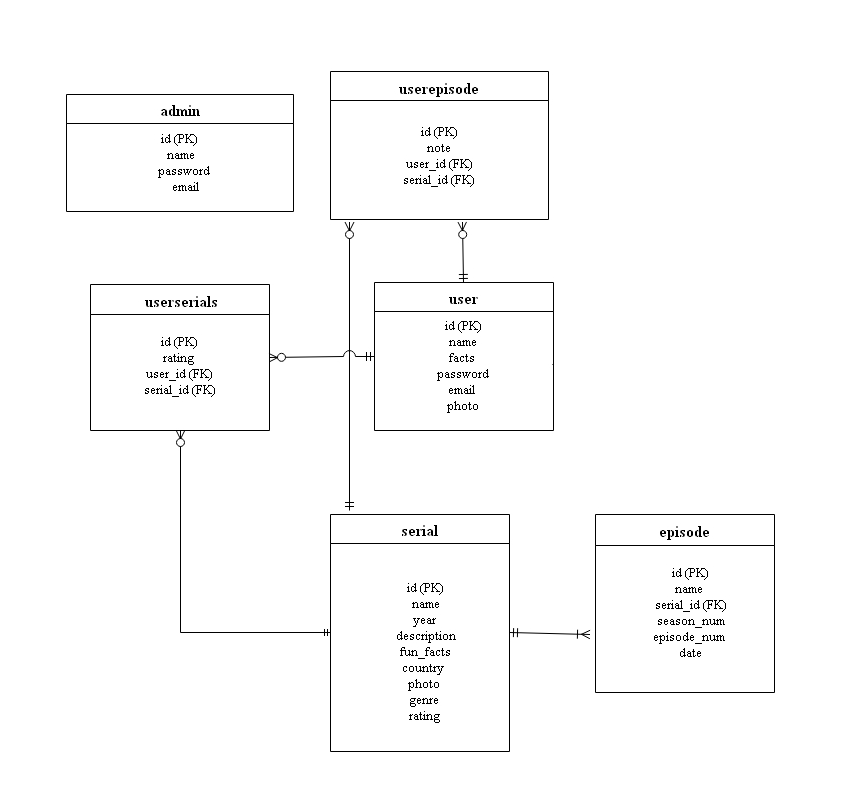 admin
id (PK)
name
password
email
userepisode
id (PK)
note
user_id (FK)
serial_id (FK)
userserials
id (PK)
rating
user_id (FK)
serial_id (FK)
user
id (PK)
name
facts
password
email
photo
serial
id (PK)
name
year
description
fun_facts
country
photo
genre
rating
episode
id (PK)
name
serial_id (FK)
season_num
episode_num
date